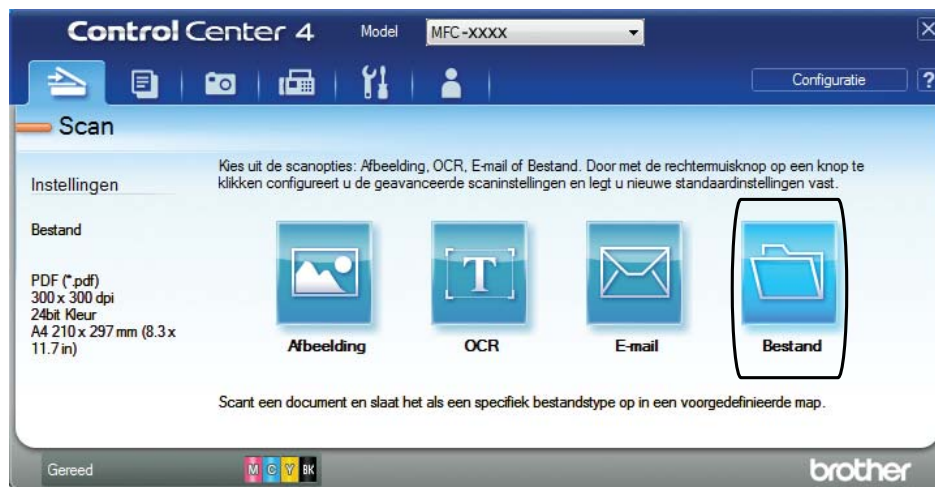 Control Center 4
Model
MFC-XXXX
Configuratie
?
Scan
Kies uit de scanopties: Afbeelding, OCR, E-mail of Bestand. Door met de rechtermuisknop op een knop te
klikken configureert u de geavanceerde scaninstellingen en legt u nieuwe standaardinstellingen vast.
Instellingen
Bestand
PDF (*.pdf)
300 x 300 dpi
24bit Kleur
A4 210 x 297 mm (8.3 x
11.7 in)
T
Afbeelding
OCR
E-mail
Bestand
Scant een document en slaat het als een specifiek bestandstype op in een voorgedefinieerde map.
Gereed
M C Y BK
brother